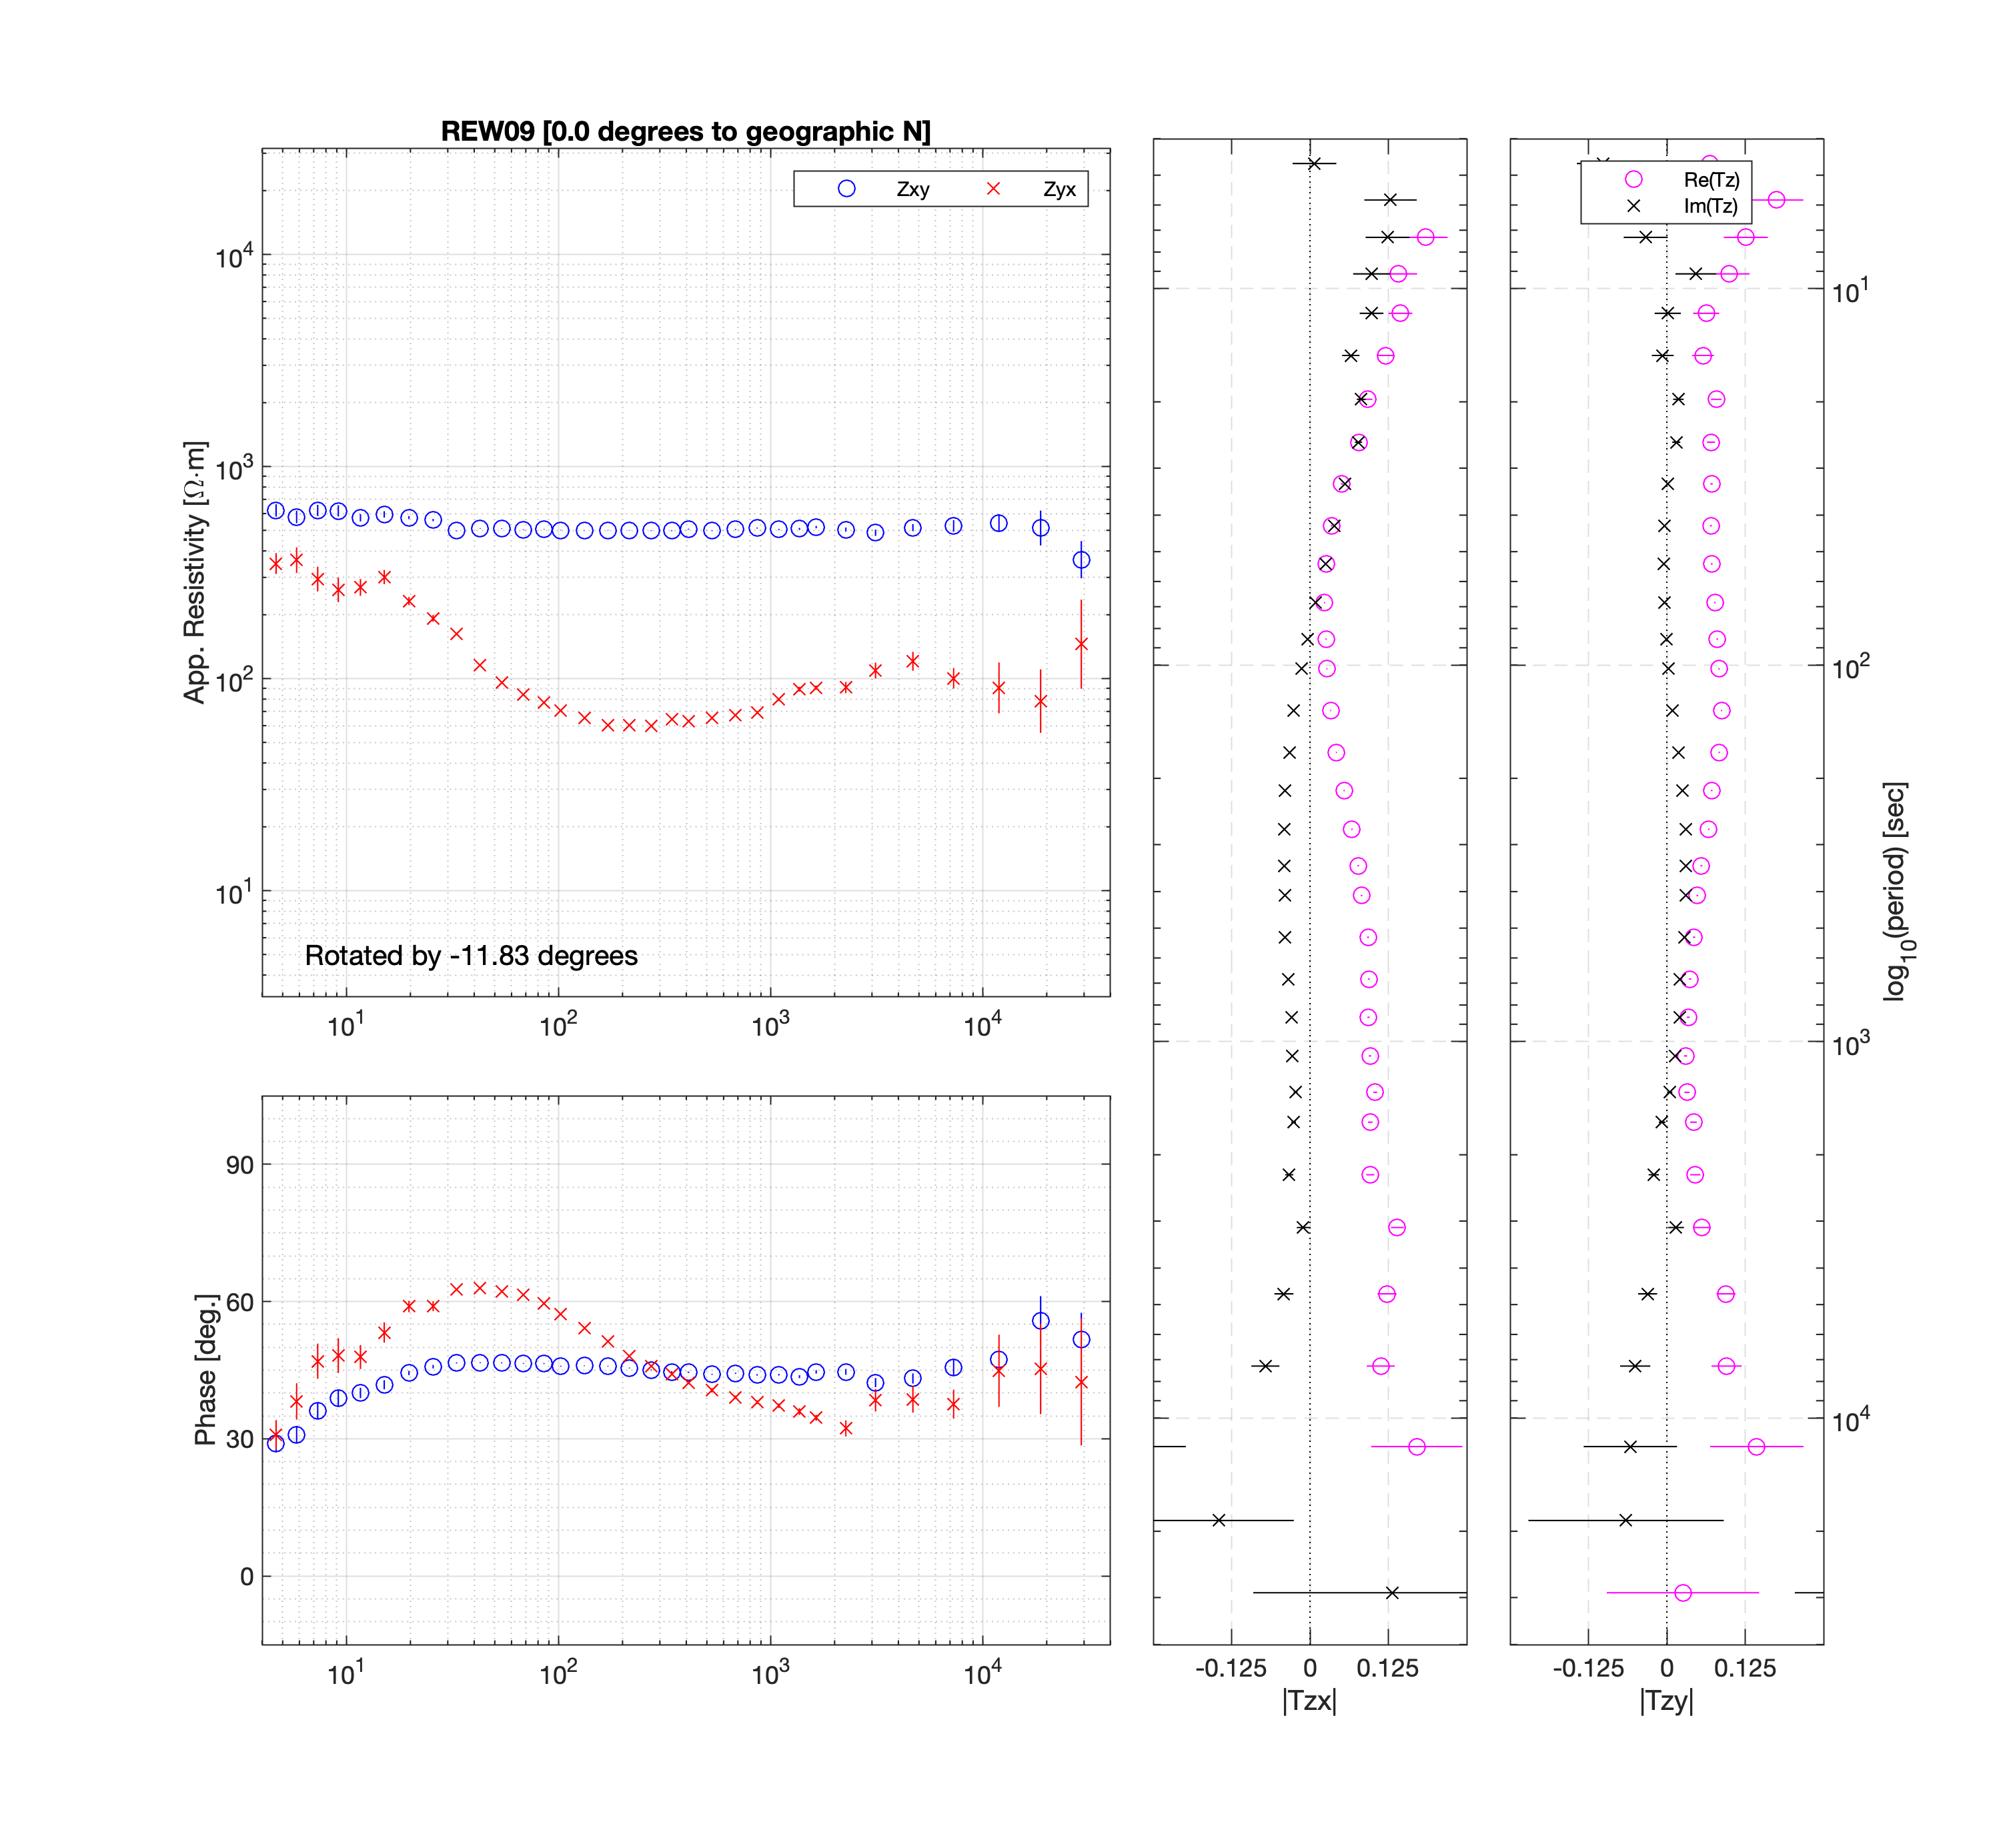 REW09 [0.0 degrees to geographic N]
Zxy Zyx
App. Resistivity [Ω·m]
10^4
10^3
10^2
10^1
Rotated by -11.83 degrees
10^1 10^2 10^3 10^4
Phase [deg.]
90
60
30
0
10^1 10^2 10^3 10^4
-0.125 0 0.125
|Tzx|
Re(Tz)
Im(Tz)
-0.125 0 0.125
|Tzy|
10^1
10^2
10^3
10^4
log10(period) [sec]